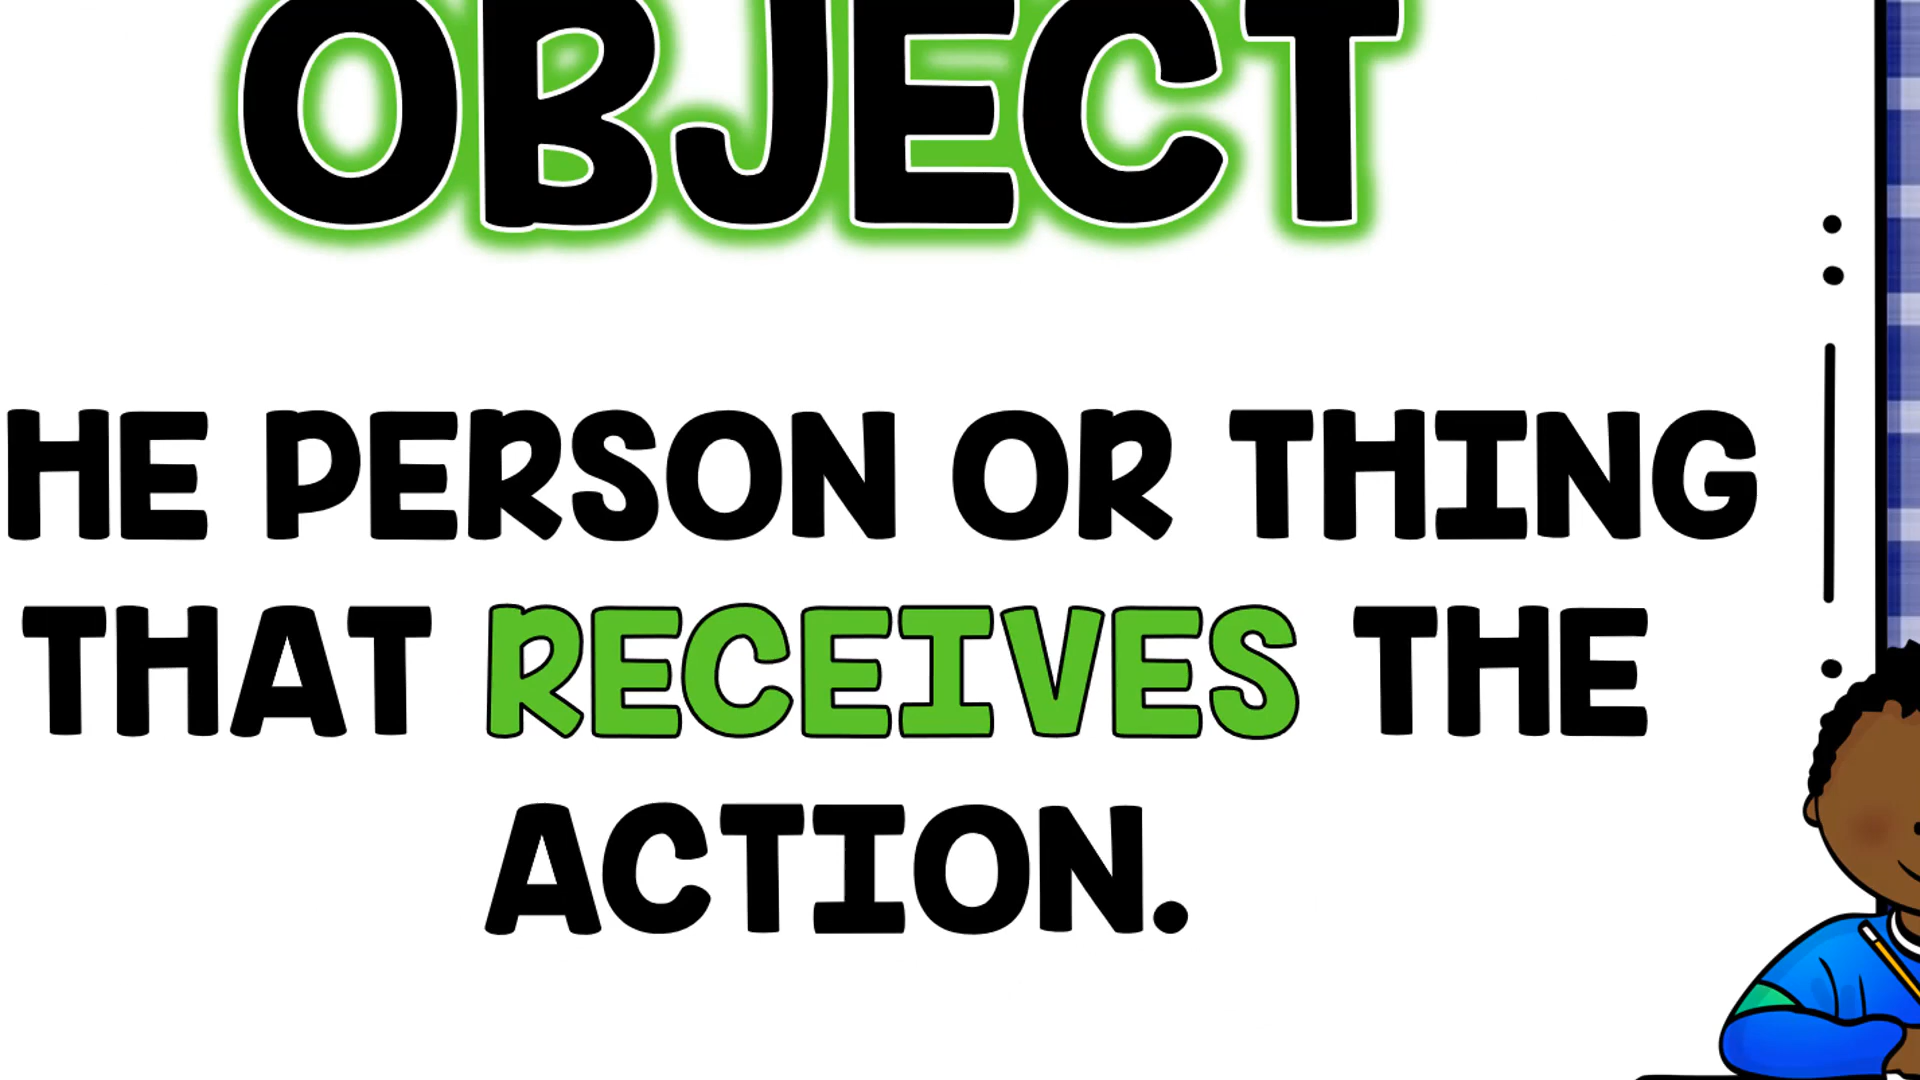 OBJECT
HE PERSON OR THING
THAT RECEIVES THE
ACTION.